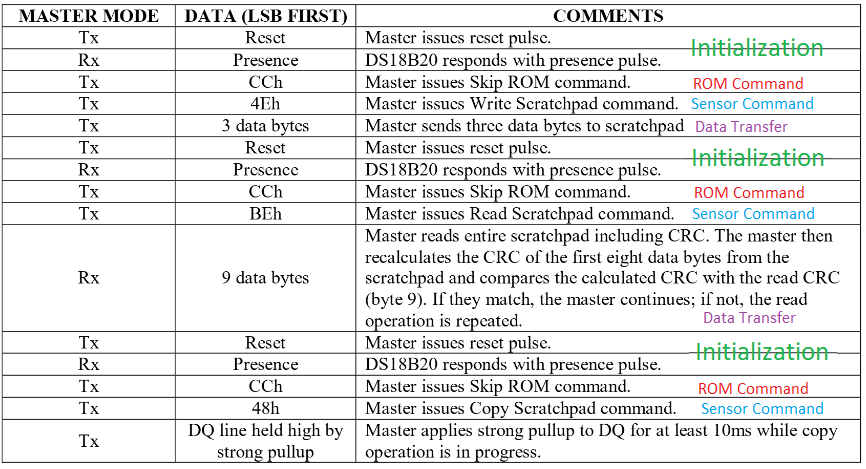 MASTER MODE DATA (LSB FIRST) COMMENTS
Tx Reset Master issues reset pulse. Initialization
Rx Presence DS18B20 responds with presence pulse.
Tx CCh Master issues Skip ROM command. ROM Command
Tx 4Eh Master issues Write Scratchpad command. Sensor Command
Tx 3 data bytes Master sends three data bytes to scratchpad Data Transfer
Tx Reset Master issues reset pulse. Initialization
Rx Presence DS18B20 responds with presence pulse.
Tx CCh Master issues Skip ROM command. ROM Command
Tx BEh Master issues Read Scratchpad command. Sensor Command
Rx 9 data bytes Master reads entire scratchpad including CRC. The master then
recalculates the CRC of the first eight data bytes from the
scratchpad and compares the calculated CRC with the read CRC
(byte 9). If they match, the master continues; if not, the read
operation is repeated. Data Transfer
Tx Reset Master issues reset pulse. Initialization
Rx Presence DS18B20 responds with presence pulse.
Tx CCh Master issues Skip ROM command. ROM Command
Tx 48h Master issues Copy Scratchpad command. Sensor Command
Tx DQ line held high by strong pullup Master applies strong pullup to DQ for at least 10ms while copy
operation is in progress.